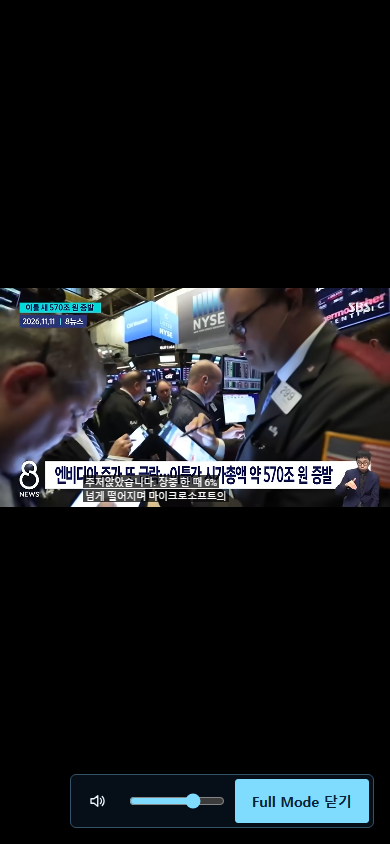 이틀 새 570조 원 증발
2026.11.11 | 8뉴스
SBS
NYSE
8
NEWS
엔비디아 주가 또 급락…이틀간 시가총액 약 570조 원 증발
주저앉았습니다. 장중 한 때 6%
넘게 떨어지며 마이크로소프트의
Full Mode 닫기